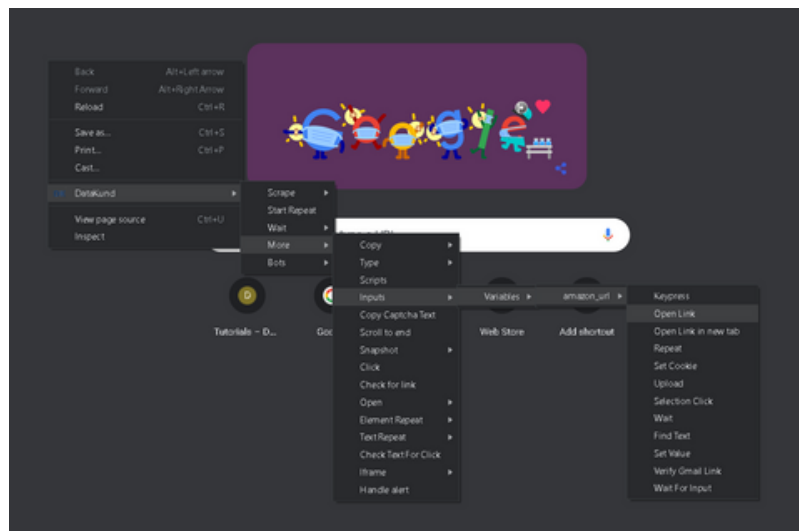 Back Alt+Left arrow
Forward Alt+Right Arrow
Reload Ctrl+R
Save as... Ctrl+S
Print... Ctrl+P
Cast...
DataKund
View page source Ctrl+U
Inspect
Google
Scrape
Start Repeat
Wait
More
Bots
Copy
Type
Scripts
Inputs
Copy Captcha Text
Scroll to end
Snapshot
Click
Check for link
Open
Element Repeat
Text Repeat
Check Text For Click
Iframe
Handle alert
Variables
amazon_url
Keypress
Open Link
Open Link in new tab
Repeat
Set Cookie
Upload
Selection Click
Wait
Find Text
Set Value
Verify Gmail Link
Wait For Input
D
Tutorials – D...
Goo
Web Store
Add shortcut